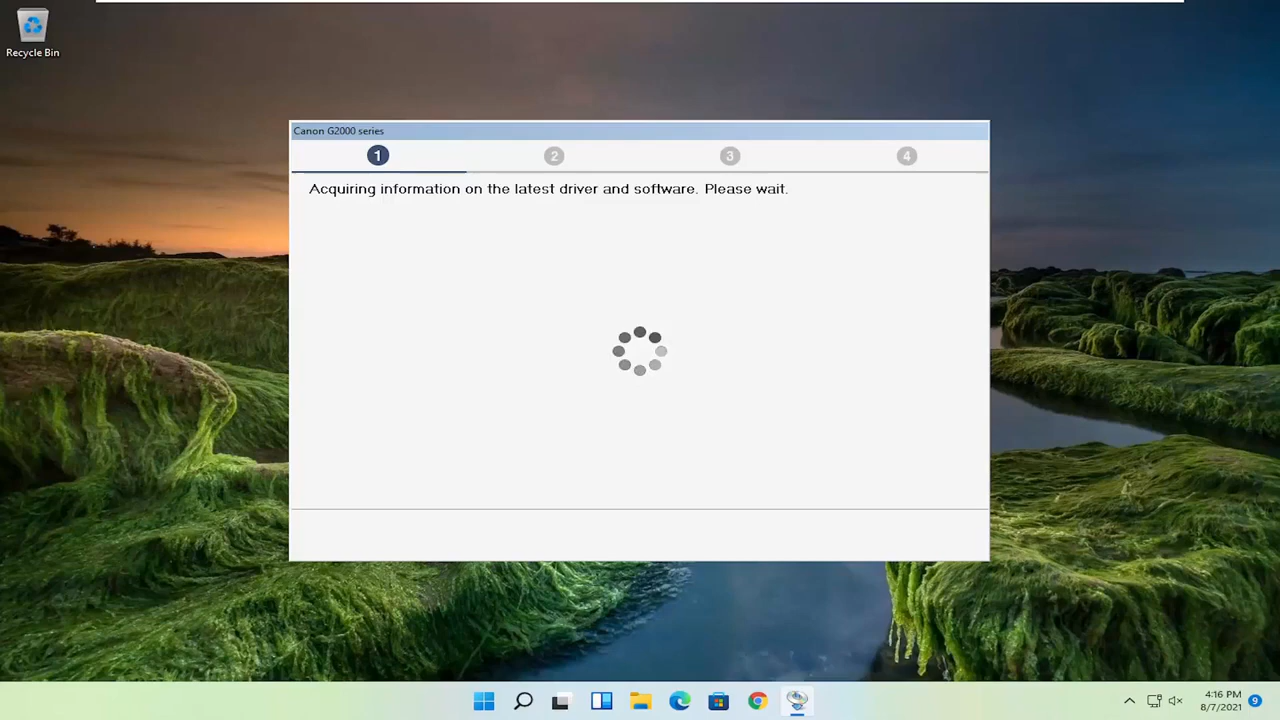 Recycle Bin
Canon G2000 series
1
2
3
4
Acquiring information on the latest driver and software. Please wait.
4:16 PM
8/7/2021
9